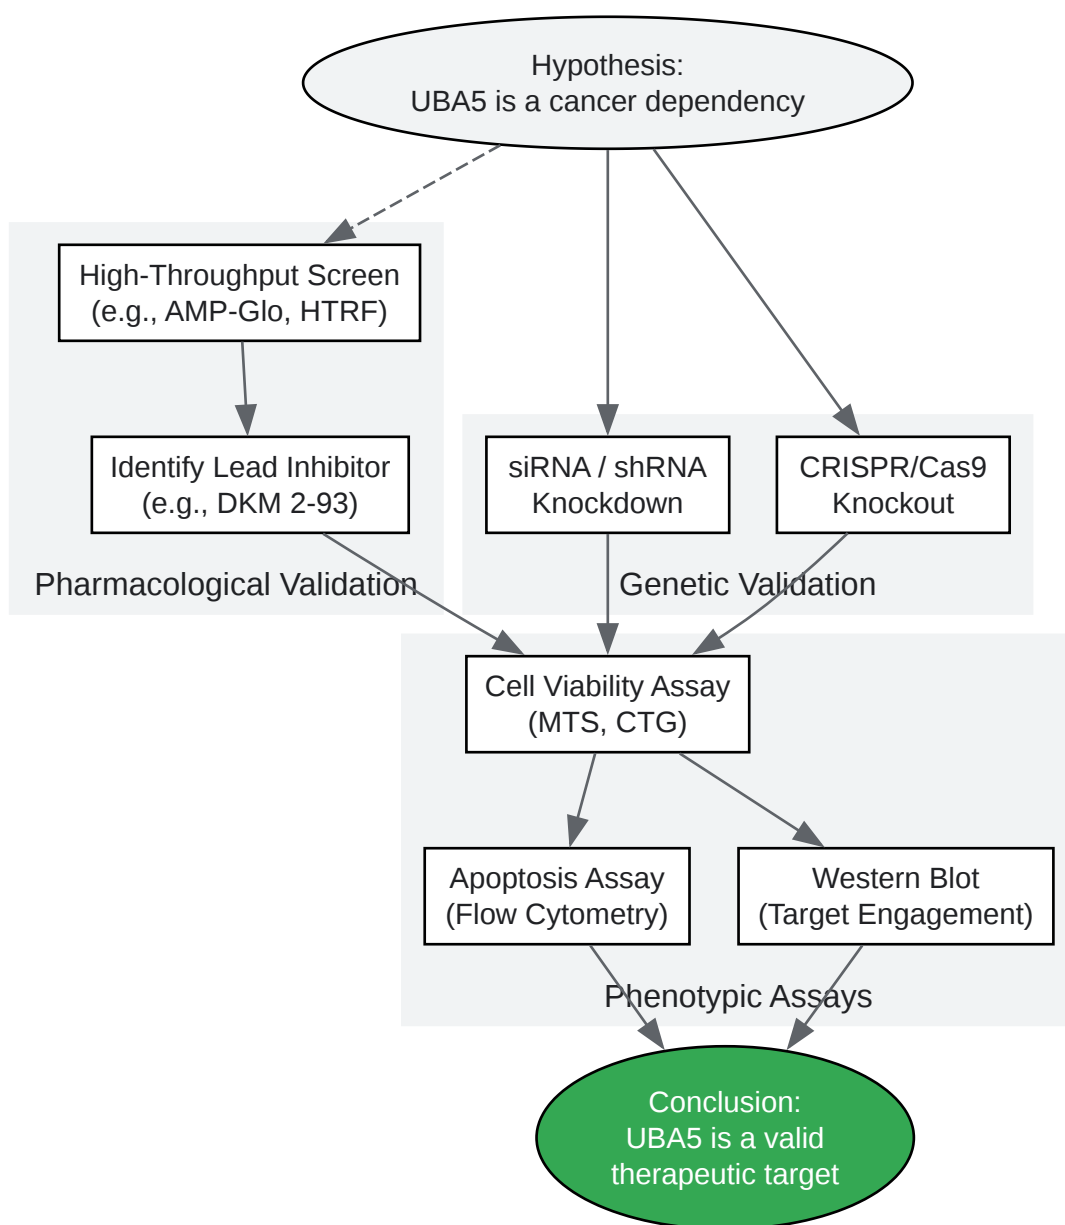 Hypothesis:
UBA5 is a cancer dependency
High-Throughput Screen
(e.g., AMP-Glo, HTRF)
Identify Lead Inhibitor
(e.g., DKM 2-93)
siRNA / shRNA
Knockdown
CRISPR/Cas9
Knockout
Pharmacological Validation
Genetic Validation
Cell Viability Assay
(MTS, CTG)
Apoptosis Assay
(Flow Cytometry)
Western Blot
(Target Engagement)
Phenotypic Assays
Conclusion:
UBA5 is a valid
therapeutic target